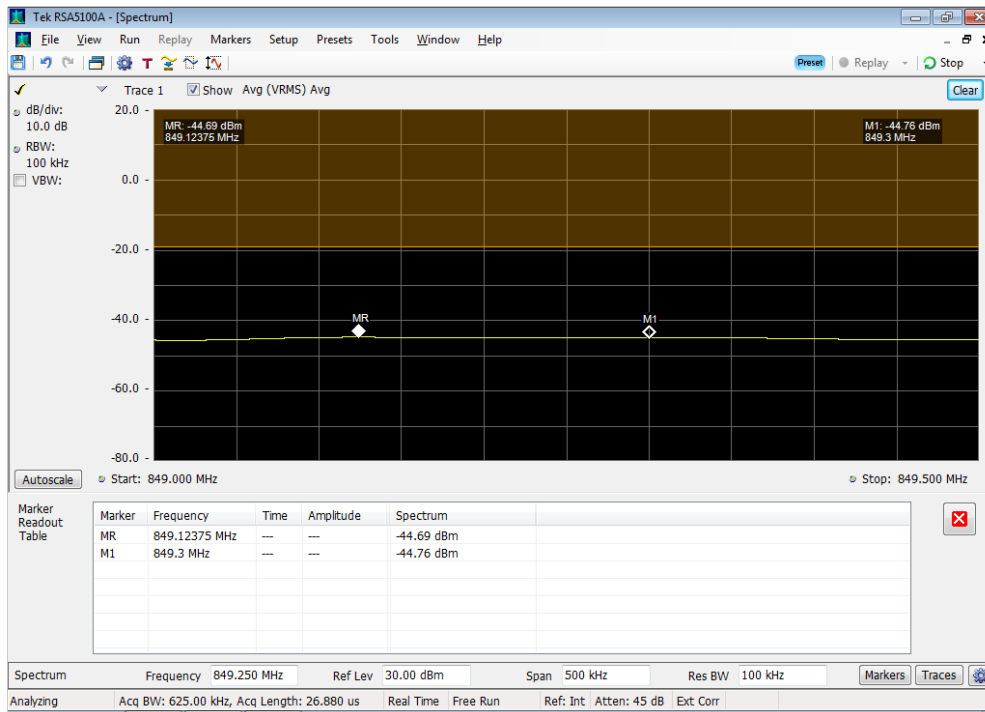 Tek RSA5100A - [Spectrum]
File View Run Replay Markers Setup Presets Tools Window Help
T Preset Replay Stop
Trace 1 Show Avg (VRMS) Avg Clear
dB/div:
10.0 dB
RBW:
100 kHz
VBW:
20.0 -
0.0 -
-20.0 -
-40.0 -
-60.0 -
-80.0 -
MR: -44.69 dBm
849.12375 MHz
M1: -44.76 dBm
849.3 MHz
MR
M1
Autoscale Start: 849.000 MHz Stop: 849.500 MHz
Marker
Readout
Table
Marker Frequency Time Amplitude Spectrum
MR 849.12375 MHz --- --- -44.69 dBm
M1 849.3 MHz --- --- -44.76 dBm
Spectrum Frequency 849.250 MHz Ref Lev 30.00 dBm Span 500 kHz Res BW 100 kHz Markers Traces
Analyzing Acq BW: 625.00 kHz, Acq Length: 26.880 us Real Time Free Run Ref: Int Atten: 45 dB Ext Corr